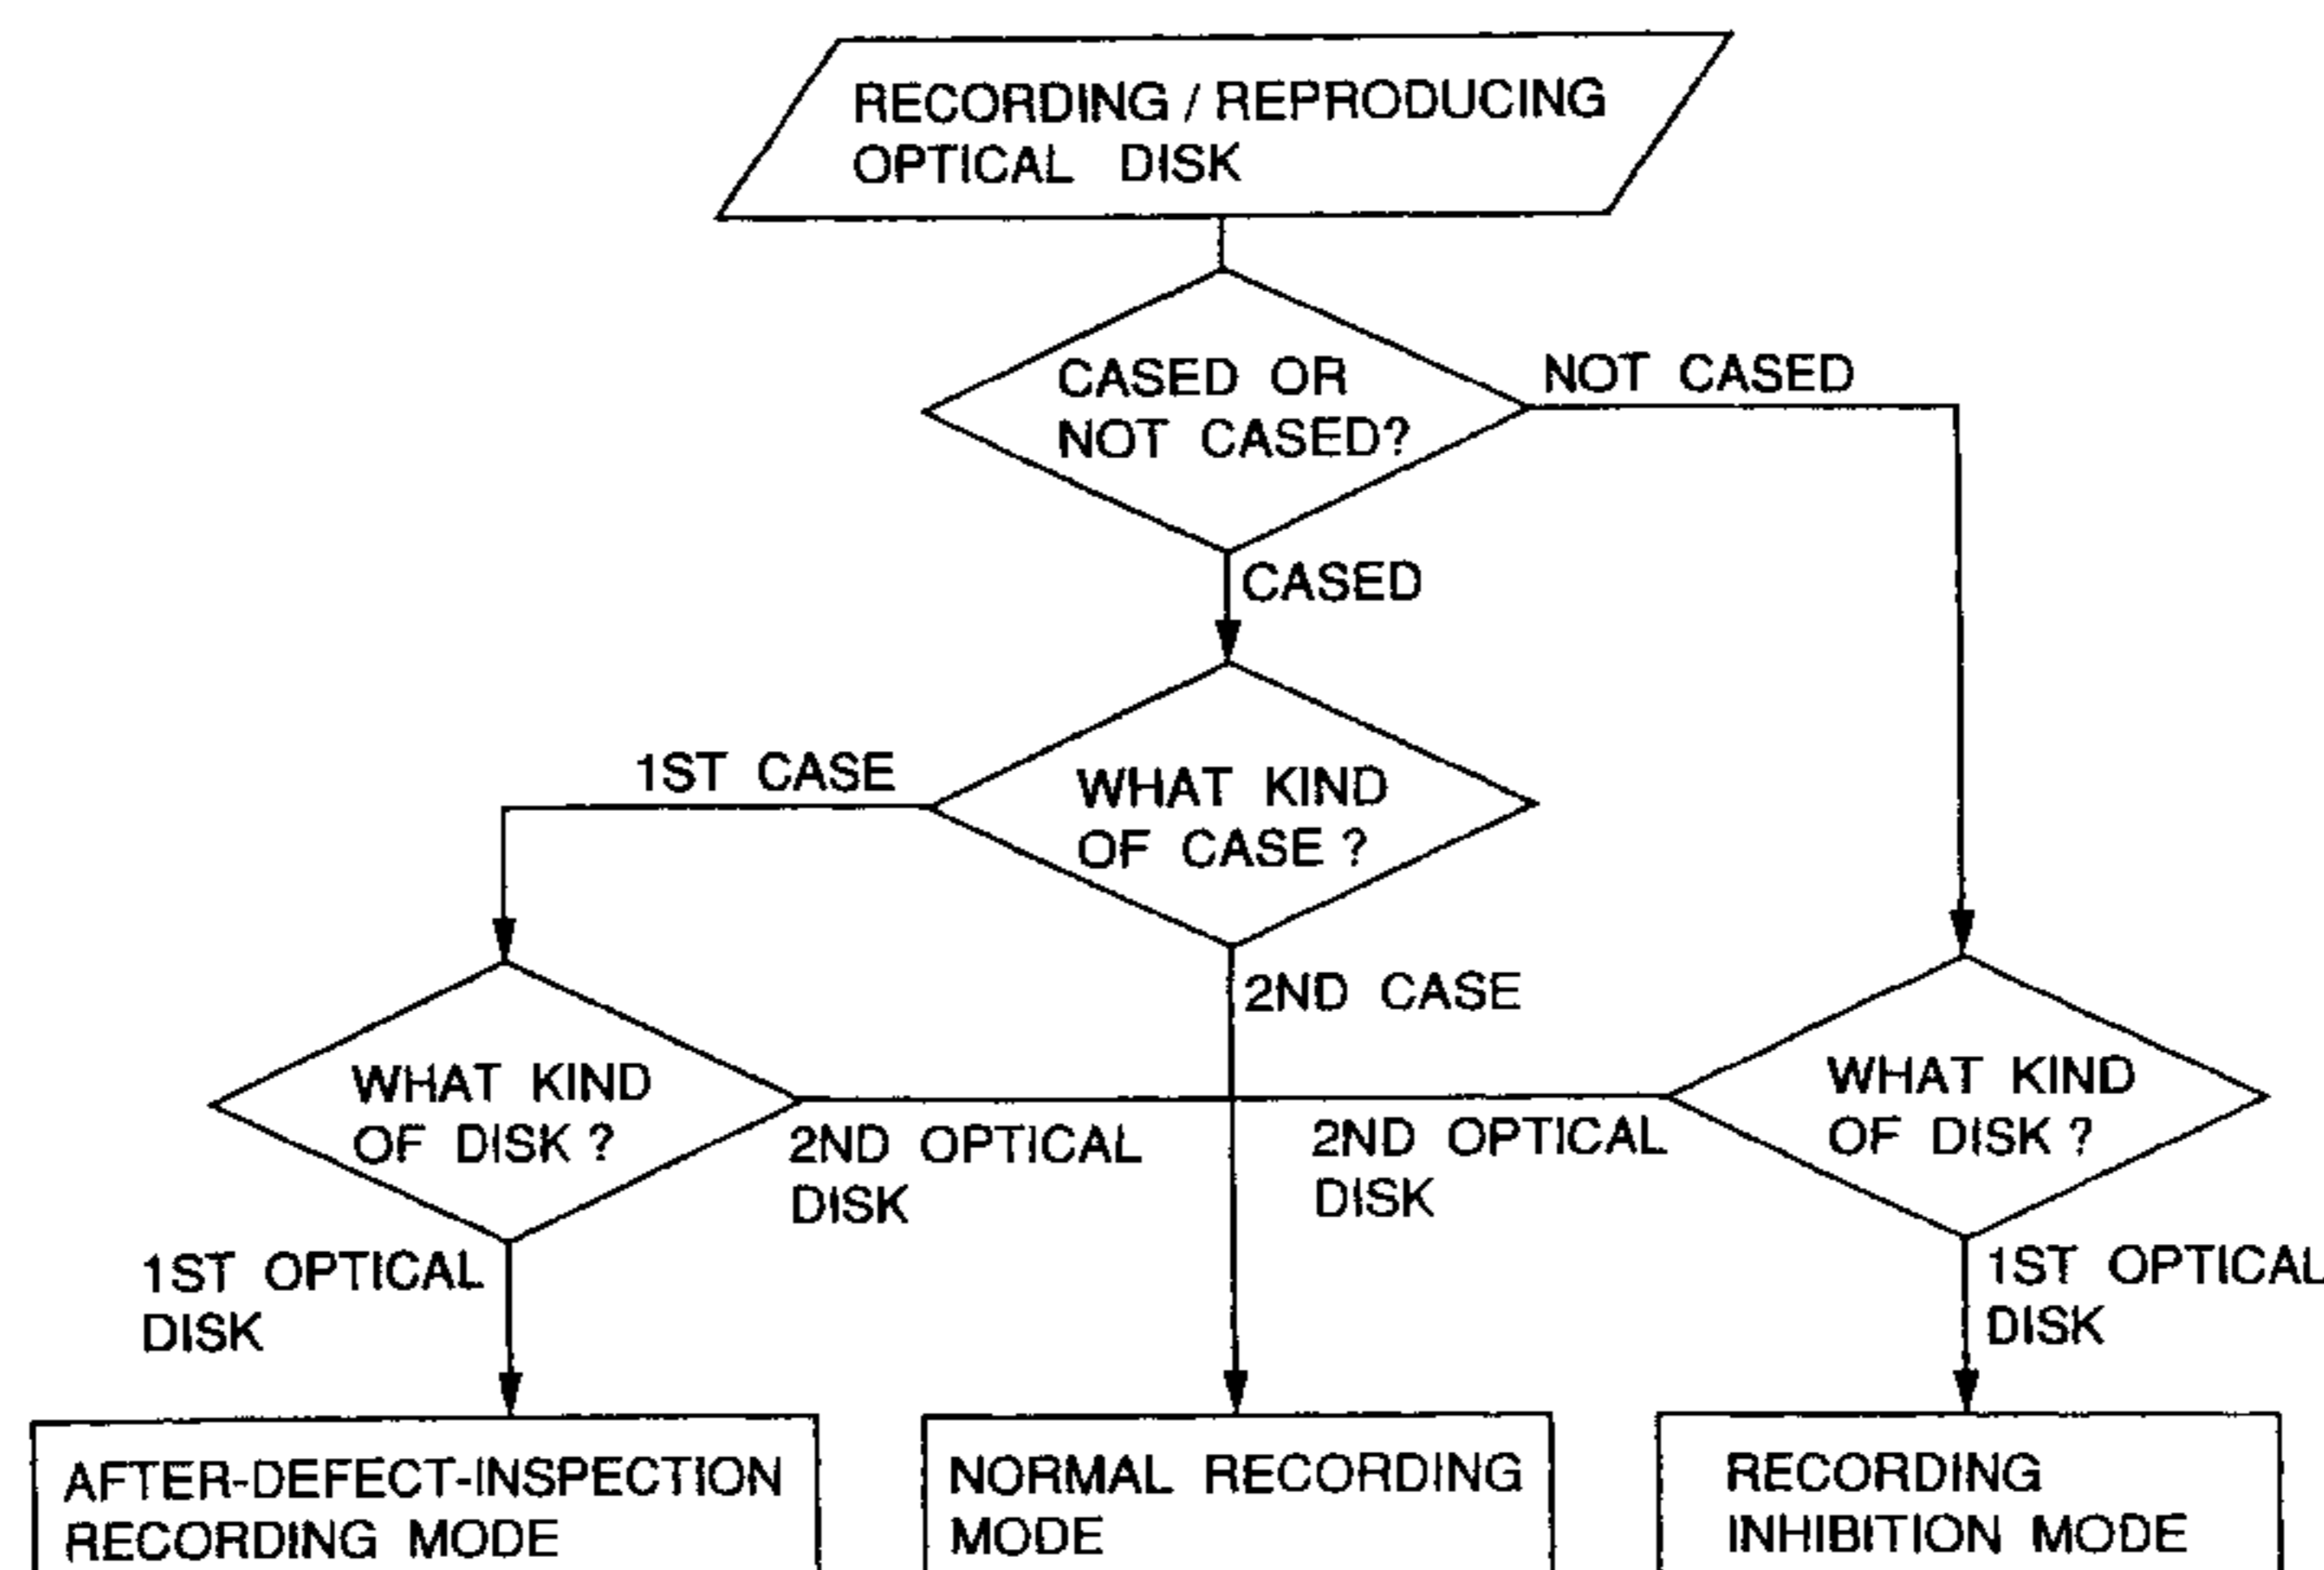 RECORDING / REPRODUCING
OPTICAL DISK
CASED OR
NOT CASED?
NOT CASED
CASED
1ST CASE
WHAT KIND
OF CASE ?
2ND CASE
WHAT KIND
OF DISK ?
2ND OPTICAL
DISK
2ND OPTICAL
DISK
WHAT KIND
OF DISK ?
1ST OPTICAL
DISK
1ST OPTICAL
DISK
AFTER-DEFECT-INSPECTION
RECORDING MODE
NORMAL RECORDING
MODE
RECORDING
INHIBITION MODE